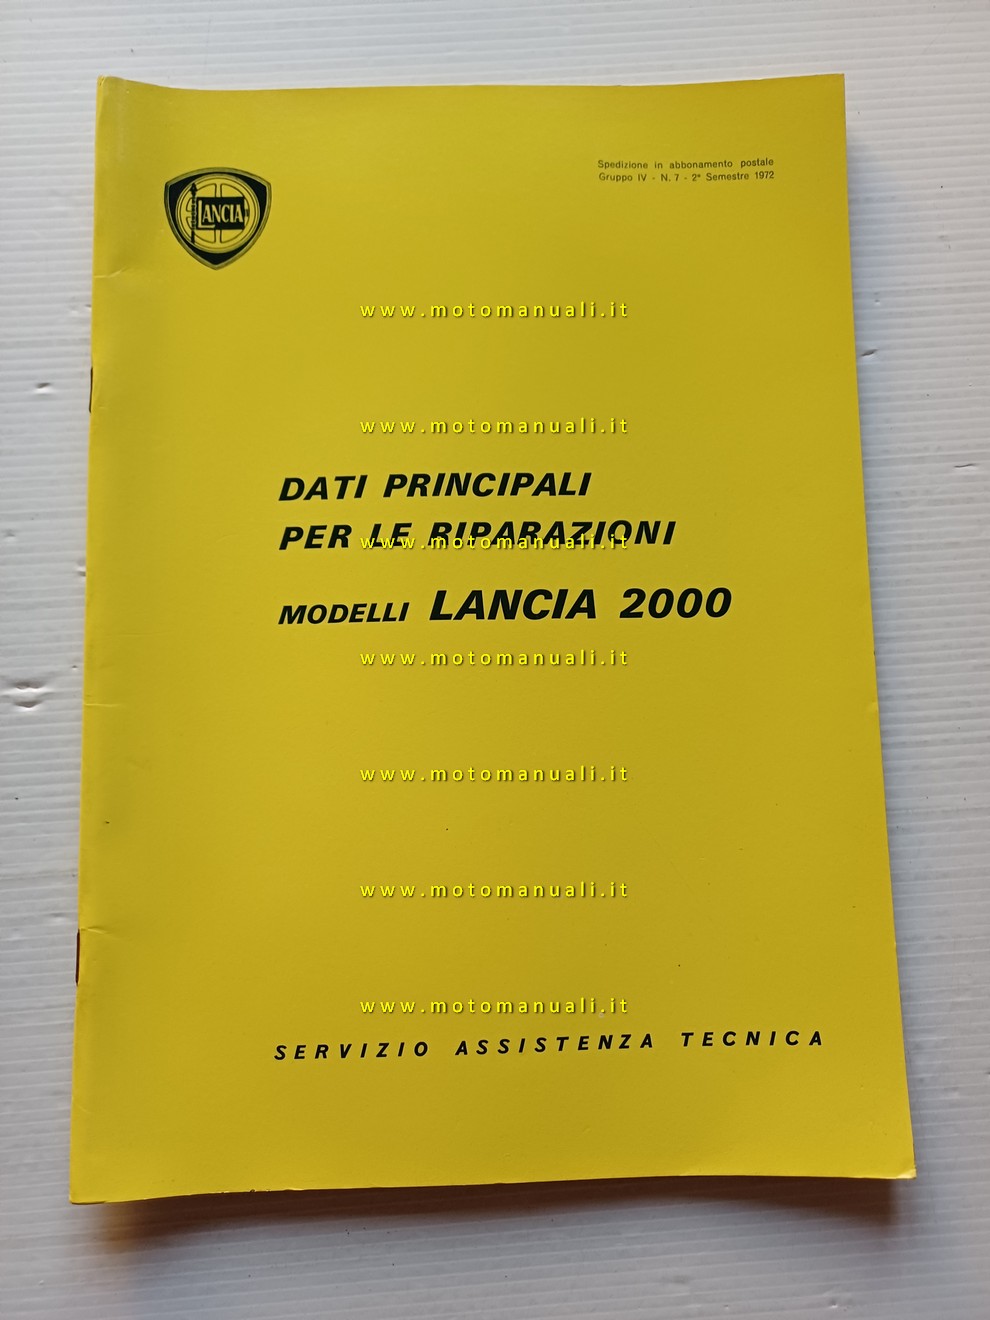 Spedizione in abbonamento postale
Gruppo IV - N. 7 - 2° Semestre 1972
LANCIA
www.motomanuali.it
www.motomanuali.it
DATI PRINCIPALI
PER LE RIPARAZIONI
www.motomanuali.it
MODELLI LANCIA 2000
www.motomanuali.it
www.motomanuali.it
www.motomanuali.it
www.motomanuali.it
SERVIZIO ASSISTENZA TECNICA